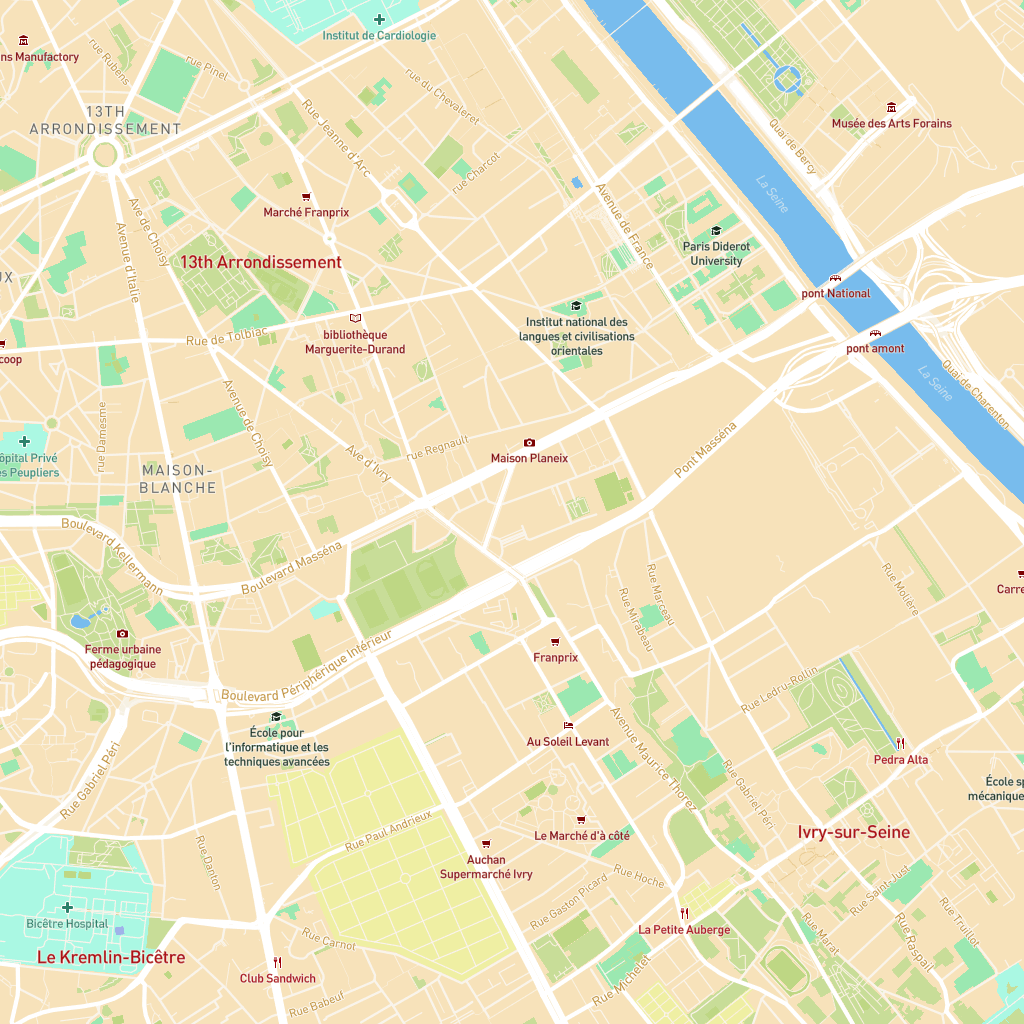 Institut de Cardiologie
ns Manufactory
rue Rubens
rue Pinel
13TH
ARRONDISSEMENT
rue du Chevaleret
Rue Jeanne d'Arc
rue Charcot
Musée des Arts Forains
Quai de Bercy
La Seine
Marché Franprix
Ave de Choisy
Avenue d'Italie
Avenue de France
Paris Diderot
University
13th Arrondissement
UX
pont National
bibliothèque
Marguerite-Durand
Rue de Tolbiac
Institut national des
langues et civilisations
orientales
pont amont
coop
La Seine
Quai de Charenton
Avenue de Choisy
rue Damesme
rue Regnault
Ave d'Ivry
Maison Planeix
Pont Masséna
ôpital Privé
es Peupliers
MAISON-
BLANCHE
Boulevard Kellermann
Boulevard Masséna
Rue Marceau
Rue Mirabeau
Rue Molière
Carre
Ferme urbaine
pédagogique
Boulevard Périphérique Intérieur
Franprix
Rue Ledru-Rollin
École pour
l'informatique et les
techniques avancées
Au Soleil Levant
Avenue Maurice Thorez
Rue Gabriel Péri
Pedra Alta
Rue Gabriel Péri
École sp
mécanique
Rue Paul Andrieux
Le Marché d'à côté
Ivry-sur-Seine
Rue Danton
Auchan
Supermarché Ivry
Rue Hoche
Rue Gaston Picard
Rue Saint-Just
Rue Truillot
Bicêtre Hospital
La Petite Auberge
Rue Marat
Rue Raspail
Rue Carnot
Le Kremlin-Bicêtre
Club Sandwich
Rue Michelet
Rue Babeuf